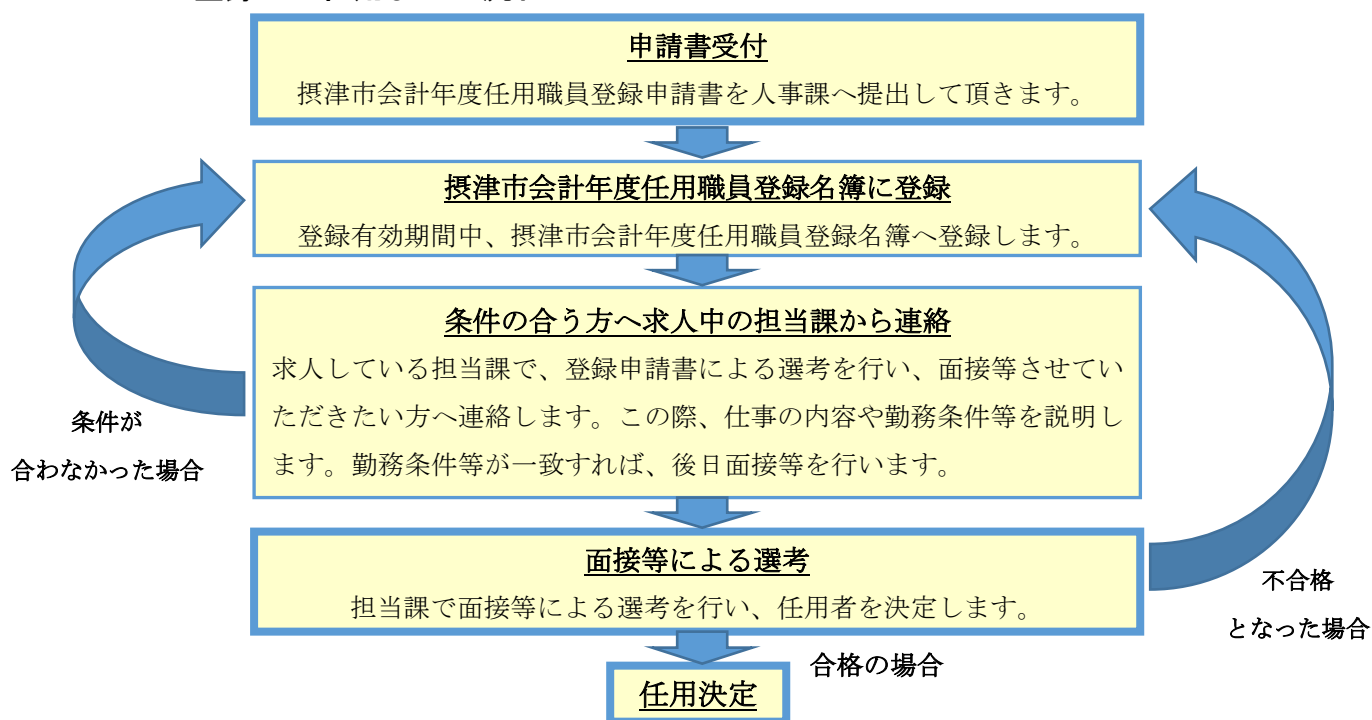 申請書受付
摂津市会計年度任用職員登録申請書を人事課へ提出して頂きます。
摂津市会計年度任用職員登録名簿に登録
登録有効期間中、摂津市会計年度任用職員登録名簿へ登録します。
条件の合う方へ求人中の担当課から連絡
求人している担当課で、登録申請書による選考を行い、面接等させてい
ただきたい方へ連絡します。この際、仕事の内容や勤務条件等を説明し
ます。勤務条件等が一致すれば、後日面接等を行います。
条件が
合わなかった場合
面接等による選考
担当課で面接等による選考を行い、任用者を決定します。
不合格
となった場合
合格の場合
任用決定